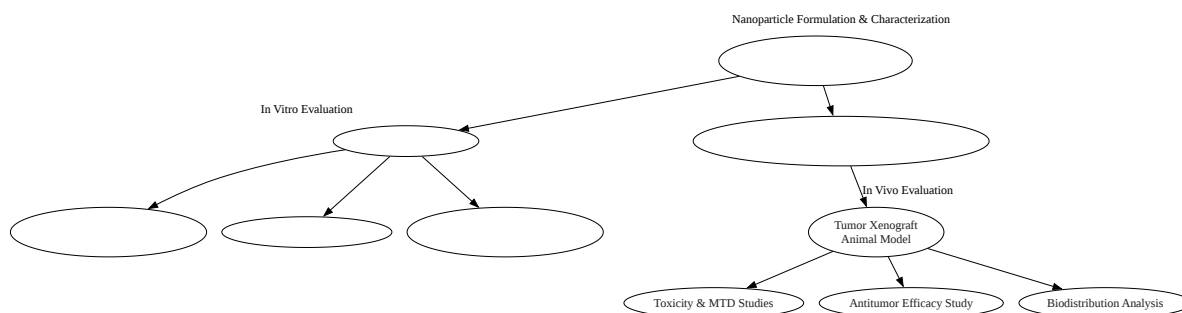 Nanoparticle Formulation & Characterization
In Vitro Evaluation
In Vivo Evaluation
Tumor Xenograft
Animal Model
Toxicity & MTD Studies
Antitumor Efficacy Study
Biodistribution Analysis